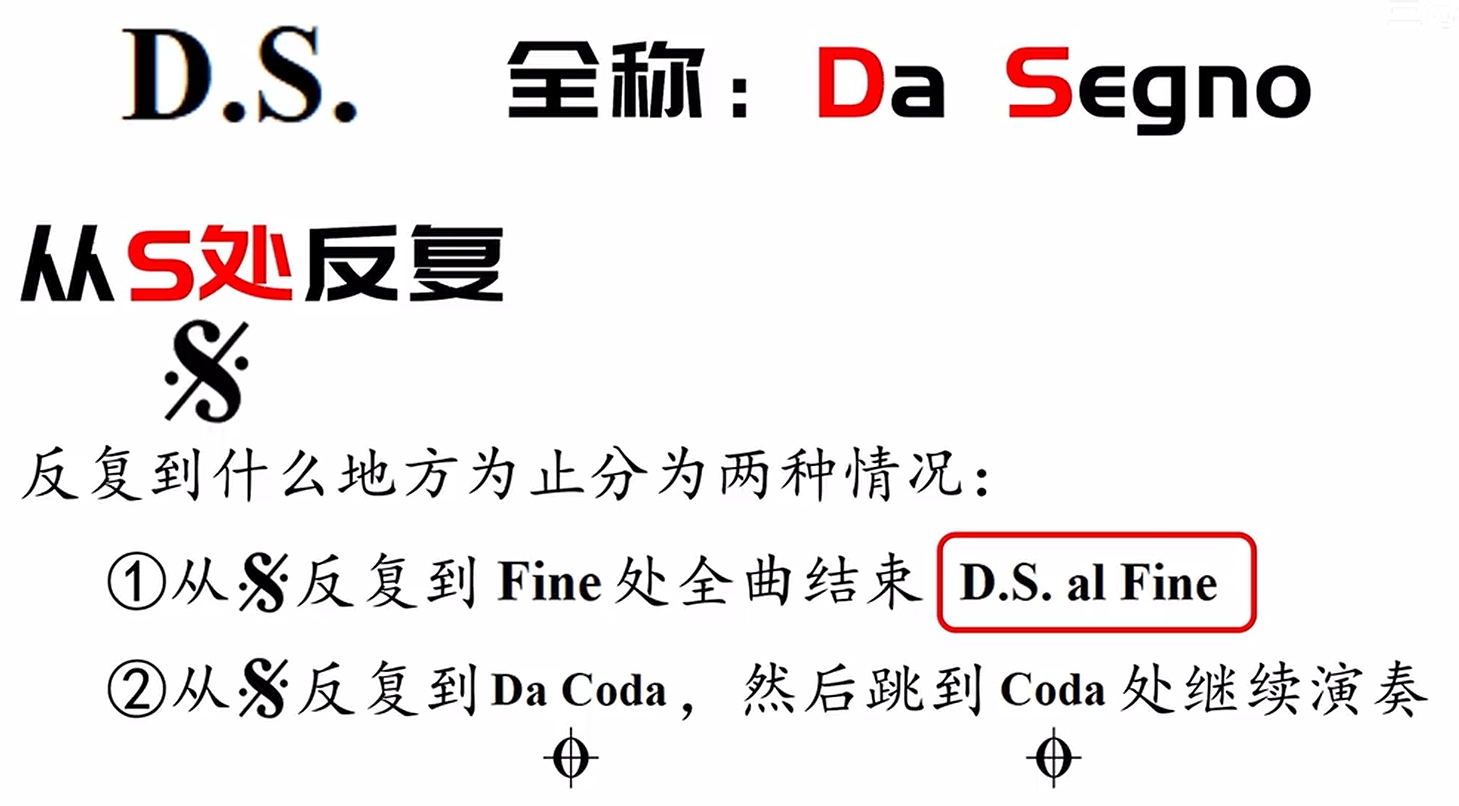 D.S. 全称：Da Segno
从S处反复
𝄋
反复到什么地方为止分为两种情况：
①从𝄋反复到 Fine 处全曲结束 D.S. al Fine
②从𝄋反复到 Da Coda，然后跳到 Coda 处继续演奏
𝄌 𝄌